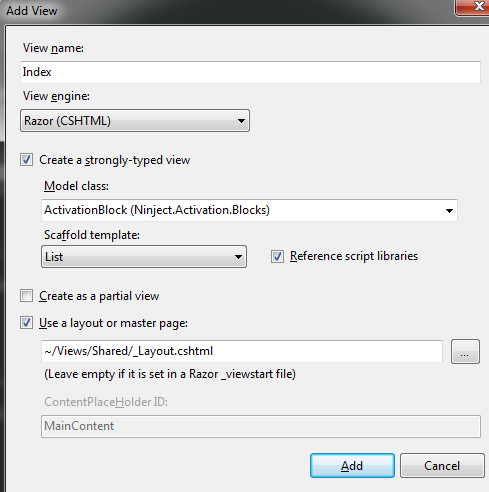 Add View
View name:
Index
View engine:
Razor (CSHTML)
Create a strongly-typed view
Model class:
ActivationBlock (Ninject.Activation.Blocks)
Scaffold template:
List
Reference script libraries
Create as a partial view
Use a layout or master page:
~/Views/Shared/_Layout.cshtml
...
(Leave empty if it is set in a Razor _viewstart file)
ContentPlaceHolder ID:
MainContent
Add Cancel